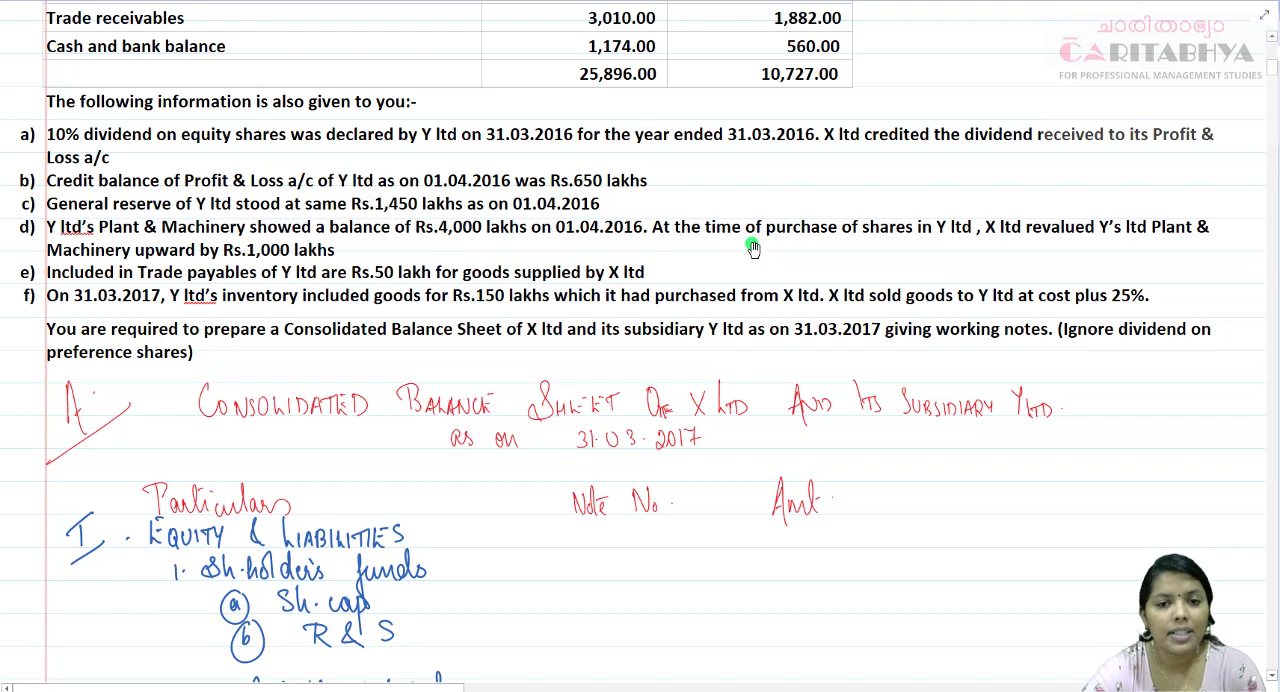 Trade receivables 3,010.00 1,882.00
Cash and bank balance 1,174.00 560.00
25,896.00 10,727.00
ചാരിതാഭ്യാ
CARITABHYA
FOR PROFESSIONAL MANAGEMENT STUDIES
The following information is also given to you:-
a) 10% dividend on equity shares was declared by Y ltd on 31.03.2016 for the year ended 31.03.2016. X ltd credited the dividend received to its Profit &
Loss a/c
b) Credit balance of Profit & Loss a/c of Y ltd as on 01.04.2016 was Rs.650 lakhs
c) General reserve of Y ltd stood at same Rs.1,450 lakhs as on 01.04.2016
d) Y ltd's Plant & Machinery showed a balance of Rs.4,000 lakhs on 01.04.2016. At the time of purchase of shares in Y ltd , X ltd revalued Y's ltd Plant &
Machinery upward by Rs.1,000 lakhs
e) Included in Trade payables of Y ltd are Rs.50 lakh for goods supplied by X ltd
f) On 31.03.2017, Y ltd's inventory included goods for Rs.150 lakhs which it had purchased from X ltd. X ltd sold goods to Y ltd at cost plus 25%.
You are required to prepare a Consolidated Balance Sheet of X ltd and its subsidiary Y ltd as on 31.03.2017 giving working notes. (Ignore dividend on
preference shares)
A. CONSOLIDATED BALANCE SHEET OF X LTD AND ITS SUBSIDIARY Y LTD.
as on 31.03.2017
Particulars Note No. Amt.
I. EQUITY & LIABILITIES
1. Sh.holder's funds
(a) Sh. cap
(b) R & S